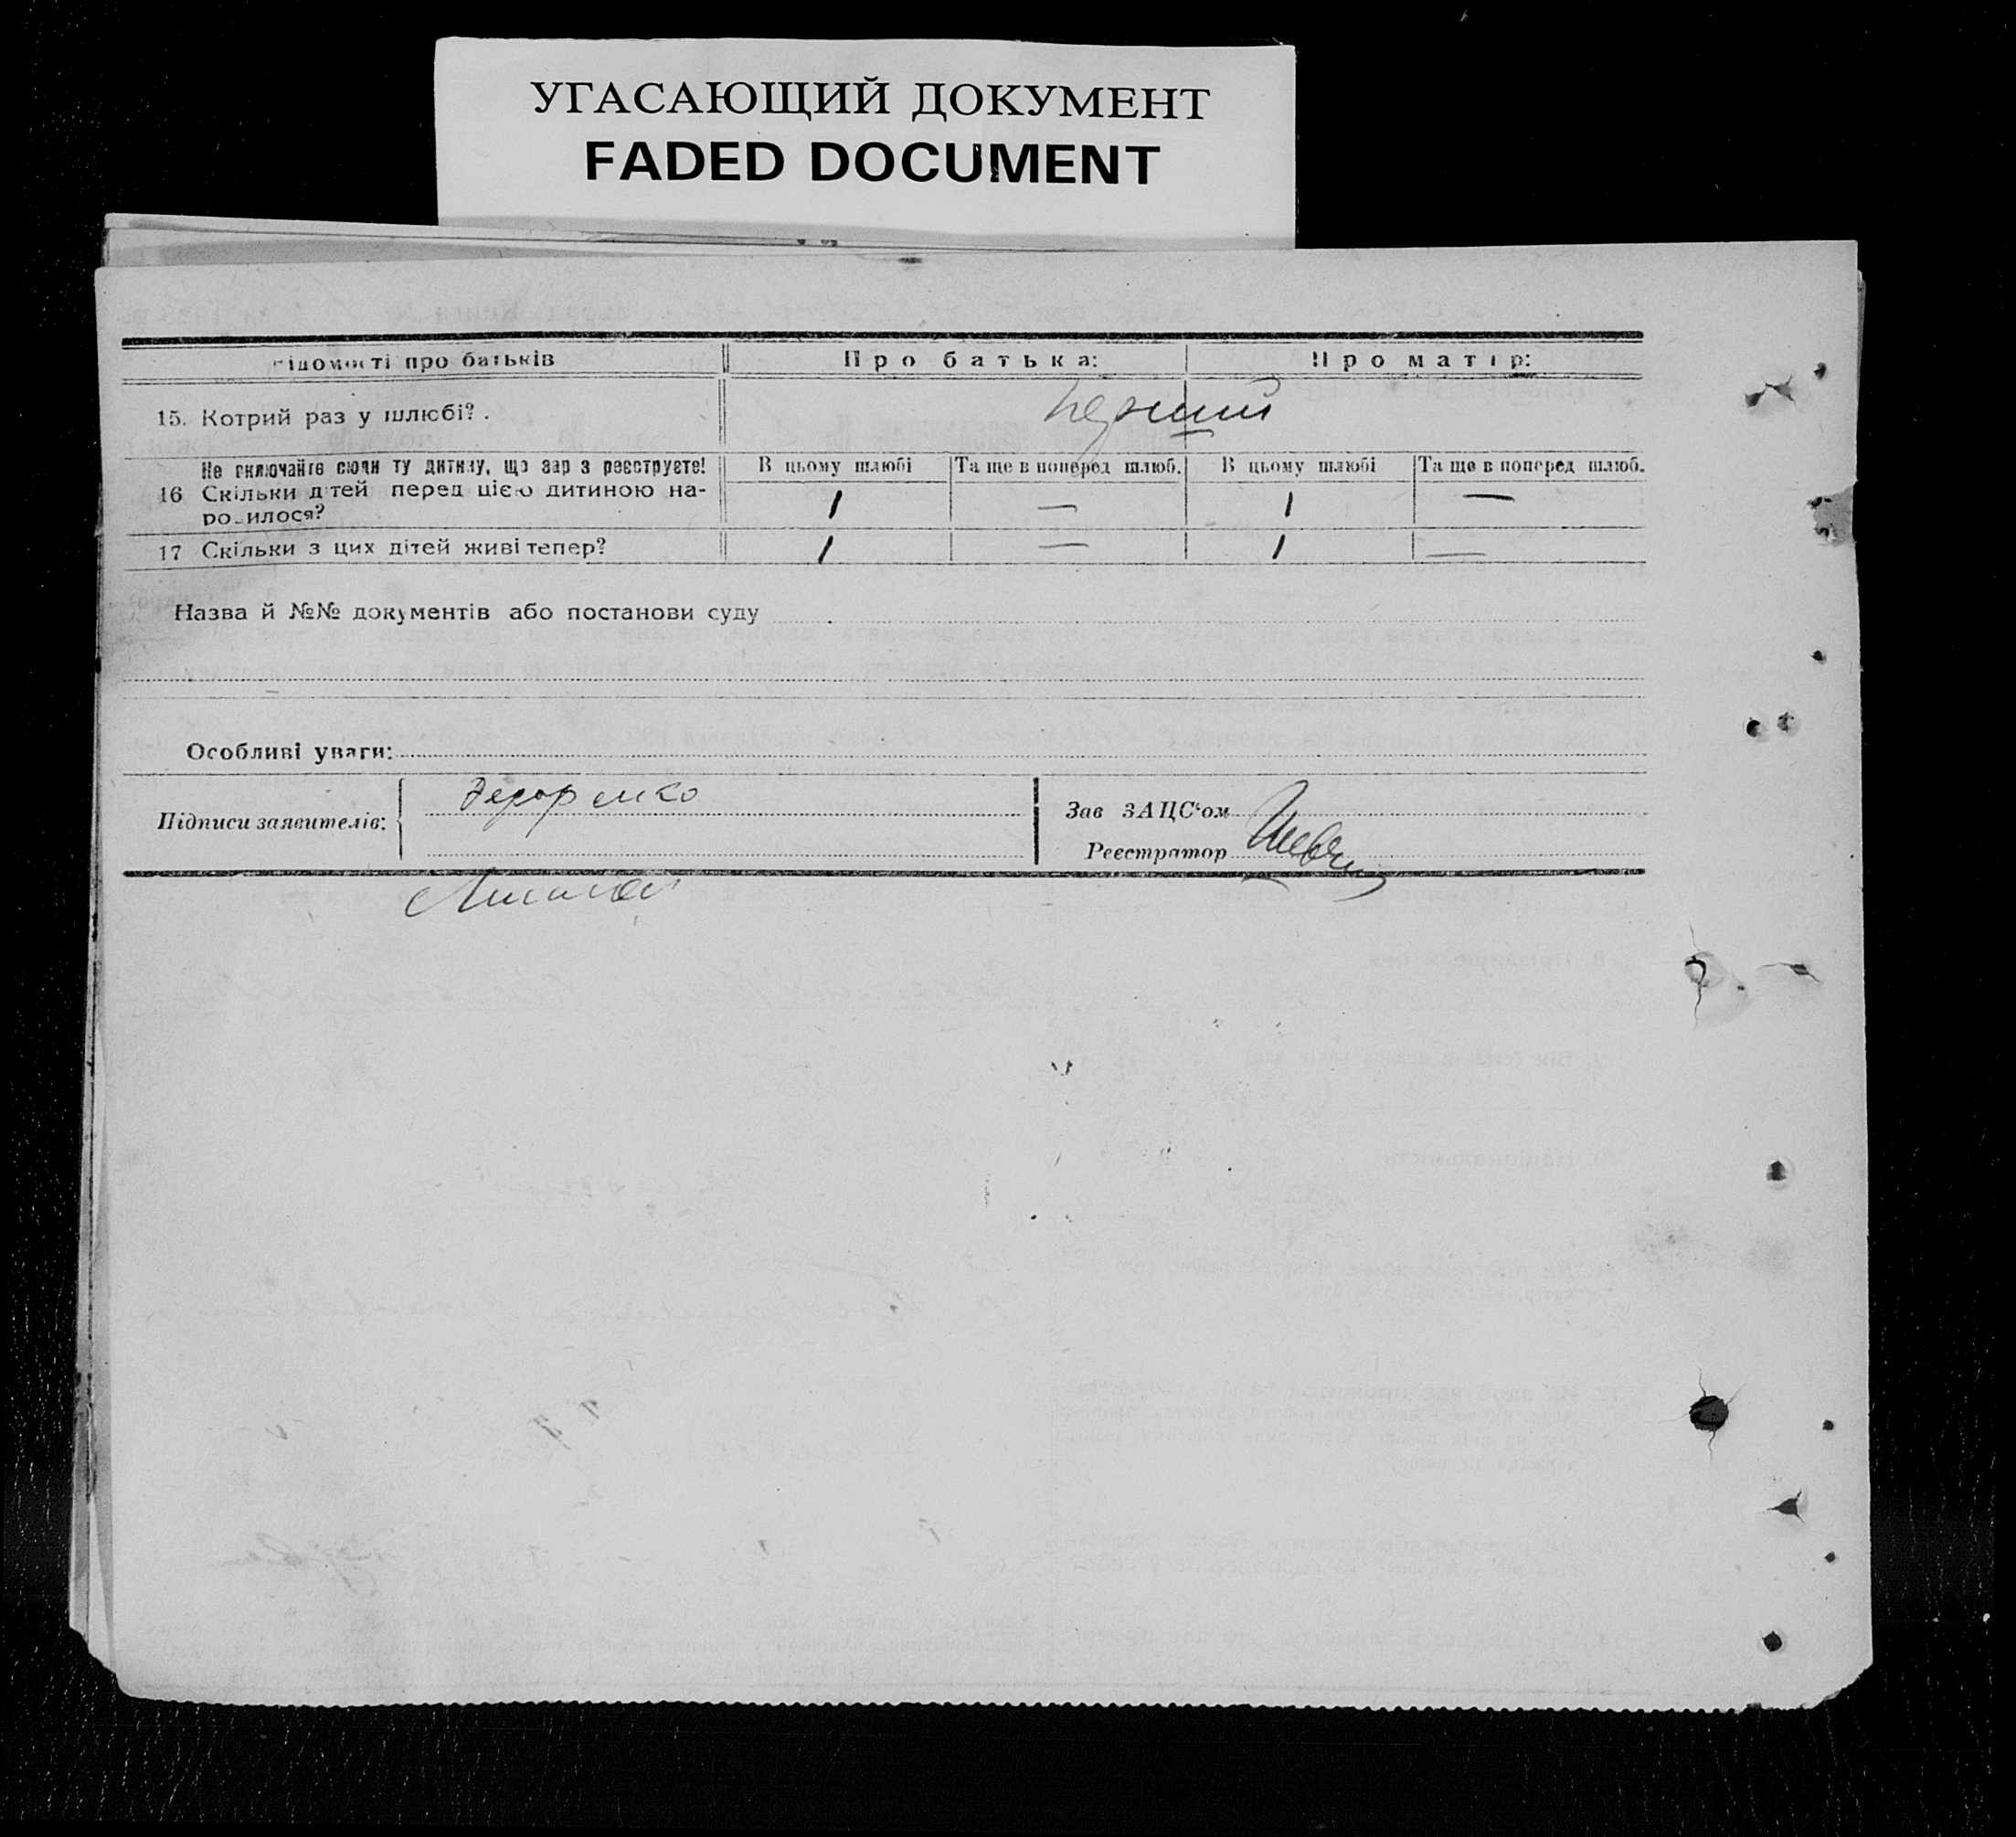 УГАСАЮЩИЙ ДОКУМЕНТ
FADED DOCUMENT
Відомості про батьків Про батька: Про матір:
15. Котрий раз у шлюбі? . перший
Не включайте сюди ту дитину, що зараз реєструєте! В цьому шлюбі Та ще в поперед шлюб. В цьому шлюбі Та ще в поперед шлюб.
16 Скільки дітей перед цією дитиною на-
родилося? 1 — 1 —
17 Скільки з цих дітей живі тепер? 1 — 1 —
Назва й №№ документів або постанови суду
Особливі уваги:
Підписи заявителів:
Зав ЗАЦС‘ом
Реєстратор